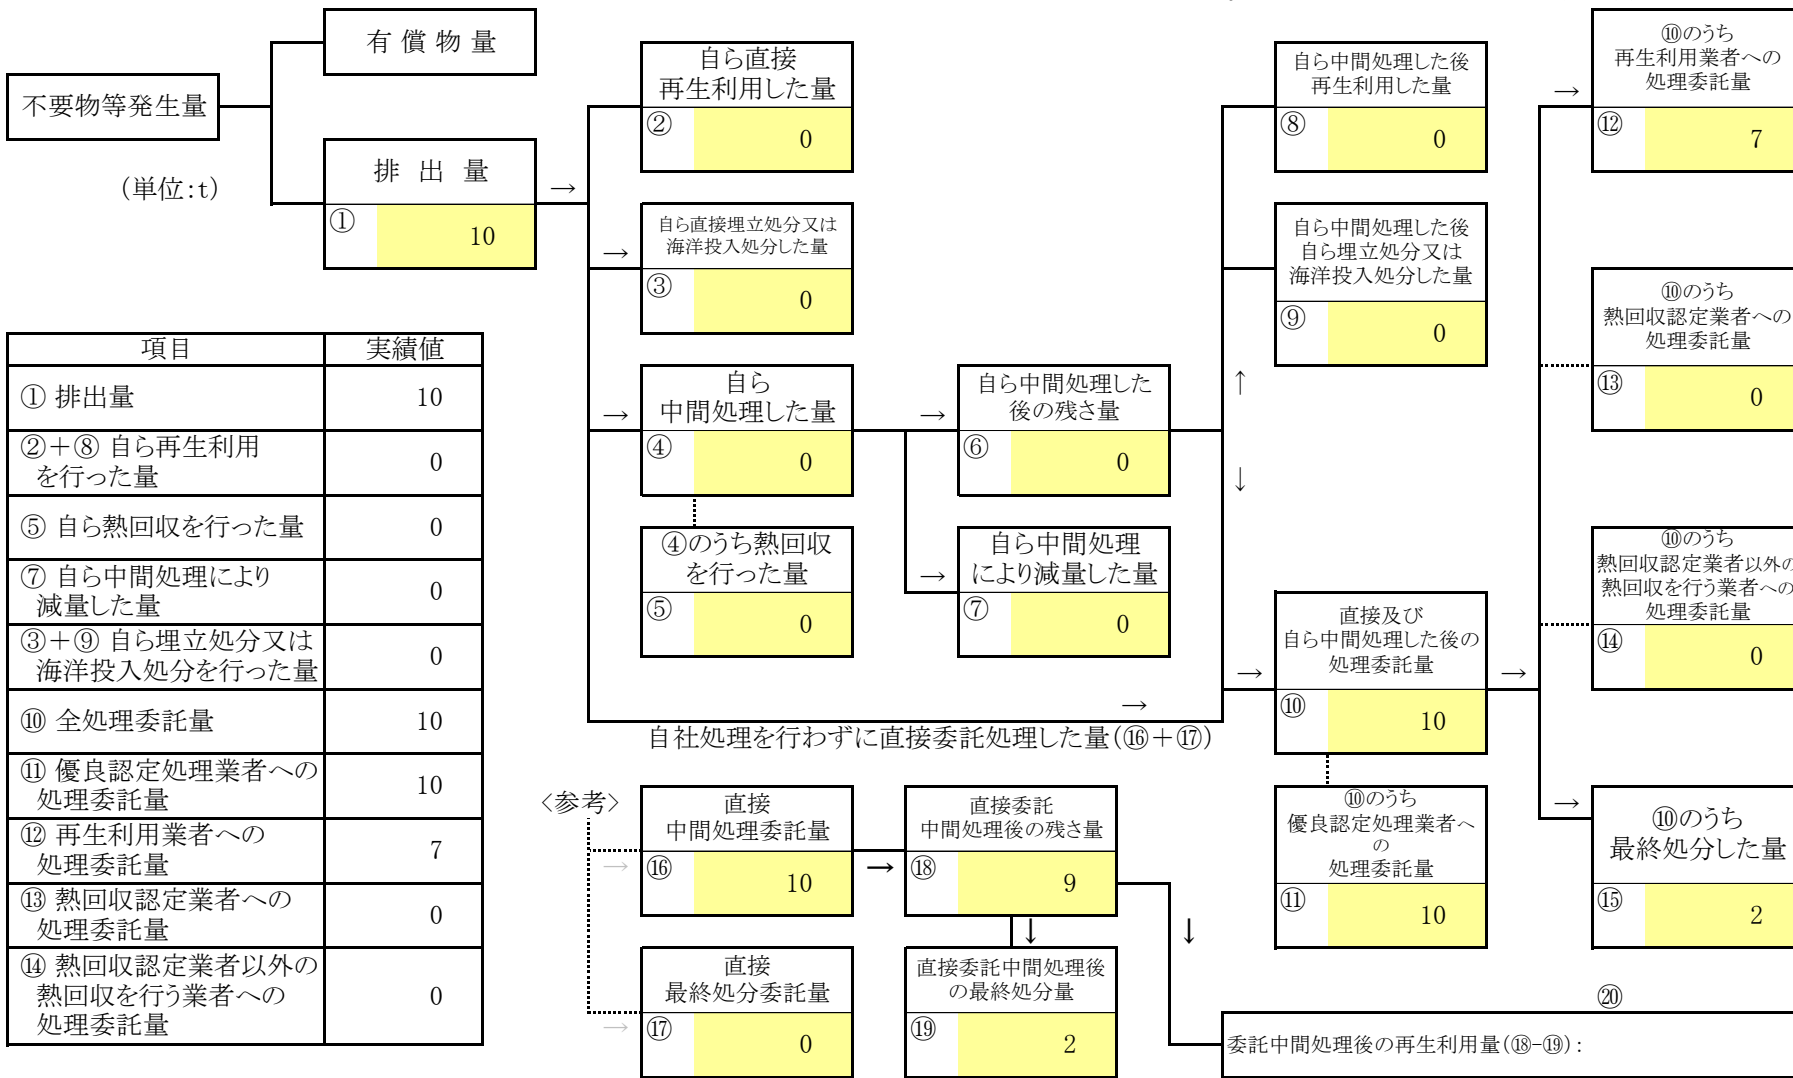 有 償 物 量
不要物等発生量
(単位:t)
排 出 量
→
①
10
自ら直接
再生利用した量
②
0
自ら直接埋立処分又は
海洋投入処分した量
→
③
0
自ら
中間処理した量
→
④
0
④のうち熱回収
を行った量
⑤
0
→
自ら中間処理した
後の残さ量
⑥
0
→
自ら中間処理
により減量した量
⑦
0
自ら中間処理した後
再生利用した量
⑧
0
自ら中間処理した後
自ら埋立処分又は
海洋投入処分した量
⑨
0
↑
↓
→
直接及び
自ら中間処理した後の
処理委託量
⑩
10
→
⑩のうち
優良認定処理業者へ
の
処理委託量
⑪
10
→
⑩のうち
再生利用業者への
処理委託量
⑫
7
⑩のうち
熱回収認定業者への
処理委託量
⑬
0
⑩のうち
熱回収認定業者以外の
熱回収を行う業者への
処理委託量
⑭
0
→
⑩のうち
最終処分した量
⑮
2
→
自社処理を行わずに直接委託処理した量(⑯+⑰)
項目 実績値
① 排出量 10
②+⑧ 自ら再生利用
を行った量 0
⑤ 自ら熱回収を行った量 0
⑦ 自ら中間処理により
減量した量 0
③+⑨ 自ら埋立処分又は
海洋投入処分を行った量 0
⑩ 全処理委託量 10
⑪ 優良認定処理業者への
処理委託量 10
⑫ 再生利用業者への
処理委託量 7
⑬ 熱回収認定業者への
処理委託量 0
⑭ 熱回収認定業者以外の
熱回収を行う業者への
処理委託量 0
〈参考〉
直接
中間処理委託量
→
⑯
10
→
直接委託
中間処理後の残さ量
⑱
9
↓
↓
直接
最終処分委託量
→
⑰
0
直接委託中間処理後
の最終処分量
⑲
2
⑳
委託中間処理後の再生利用量(⑱-⑲):